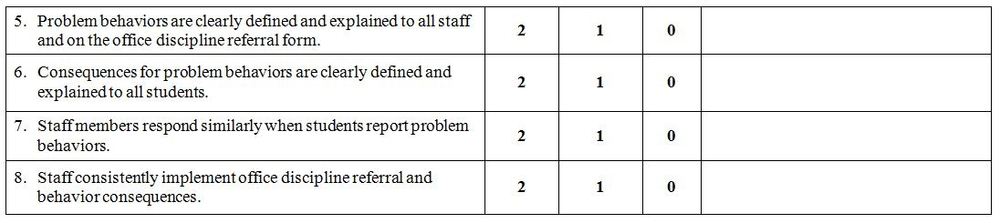 5. Problem behaviors are clearly defined and explained to all staff
and on the office discipline referral form.
2 1 0
6. Consequences for problem behaviors are clearly defined and
explained to all students.
2 1 0
7. Staff members respond similarly when students report problem
behaviors.
2 1 0
8. Staff consistently implement office discipline referral and
behavior consequences.
2 1 0